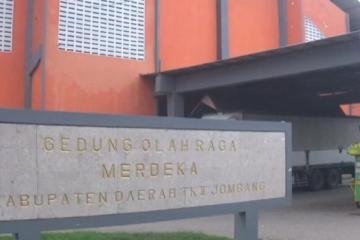 GEDUNG OLAH RAGA
MERDEKA
KABUPATEN DAERAH TK II JOMBANG